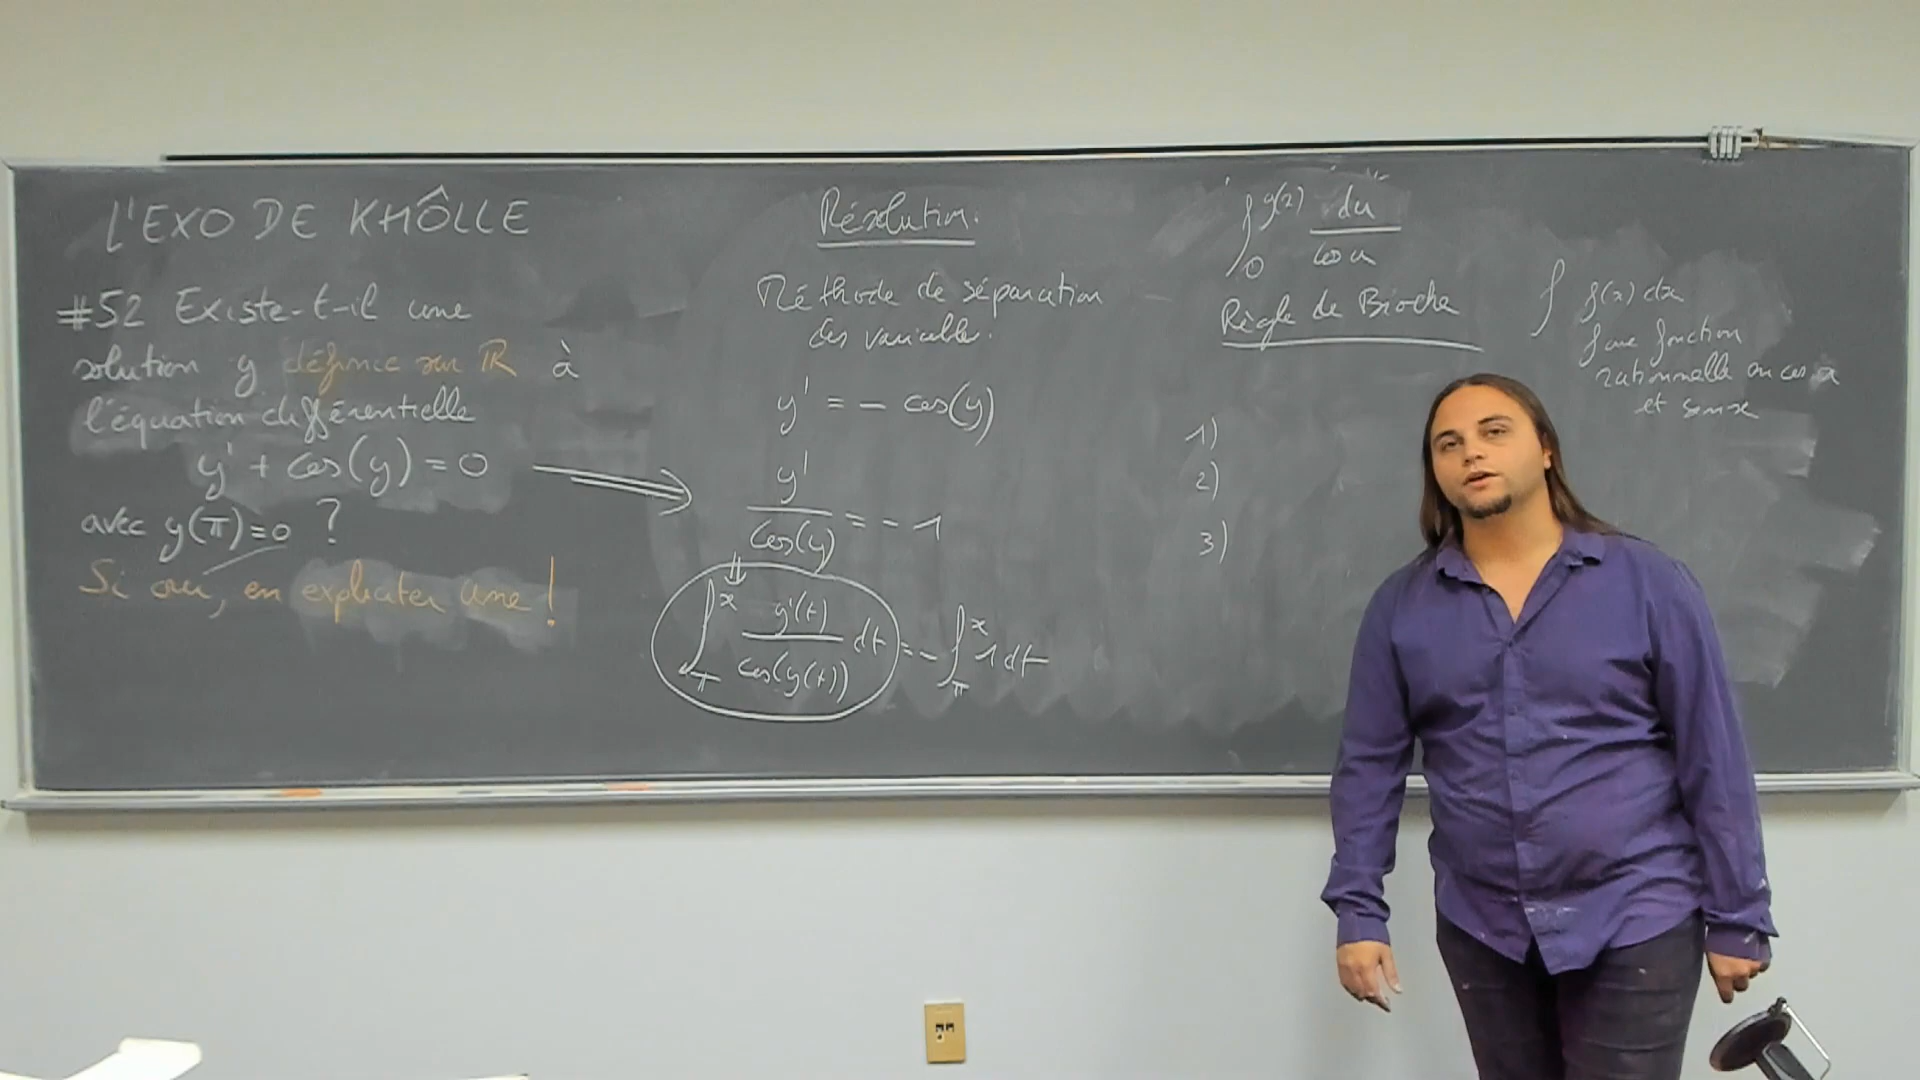 L'EXO DE KHÔLLE
#52 Existe-t-il une
solution y définie sur ℝ à
l'équation différentielle
y' + cos(y) = 0
avec y(π)=0 ?
Si oui, en expliciter une !
Résolution.
Méthode de séparation
des variables.
y' = - cos(y)
y'/cos(y) = -1
⇓
∫_π^x y'(t)/cos(y(t)) dt = - ∫_π^x 1 dt
∫_0^y(x) du/cos u
Règle de Bioche
1)
2)
3)
∫ f(x) dx
f une fonction
rationnelle en cos x
et sin x